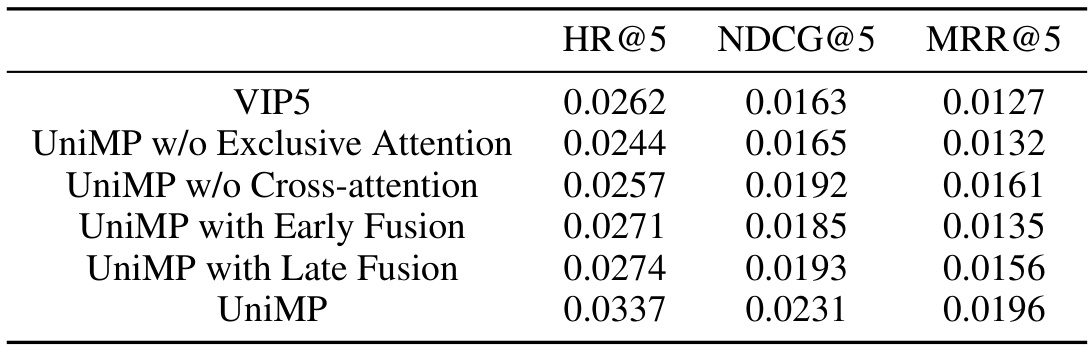 HR@5 NDCG@5 MRR@5
VIP5 0.0262 0.0163 0.0127
UniMP w/o Exclusive Attention 0.0244 0.0165 0.0132
UniMP w/o Cross-attention 0.0257 0.0192 0.0161
UniMP with Early Fusion 0.0271 0.0185 0.0135
UniMP with Late Fusion 0.0274 0.0193 0.0156
UniMP 0.0337 0.0231 0.0196